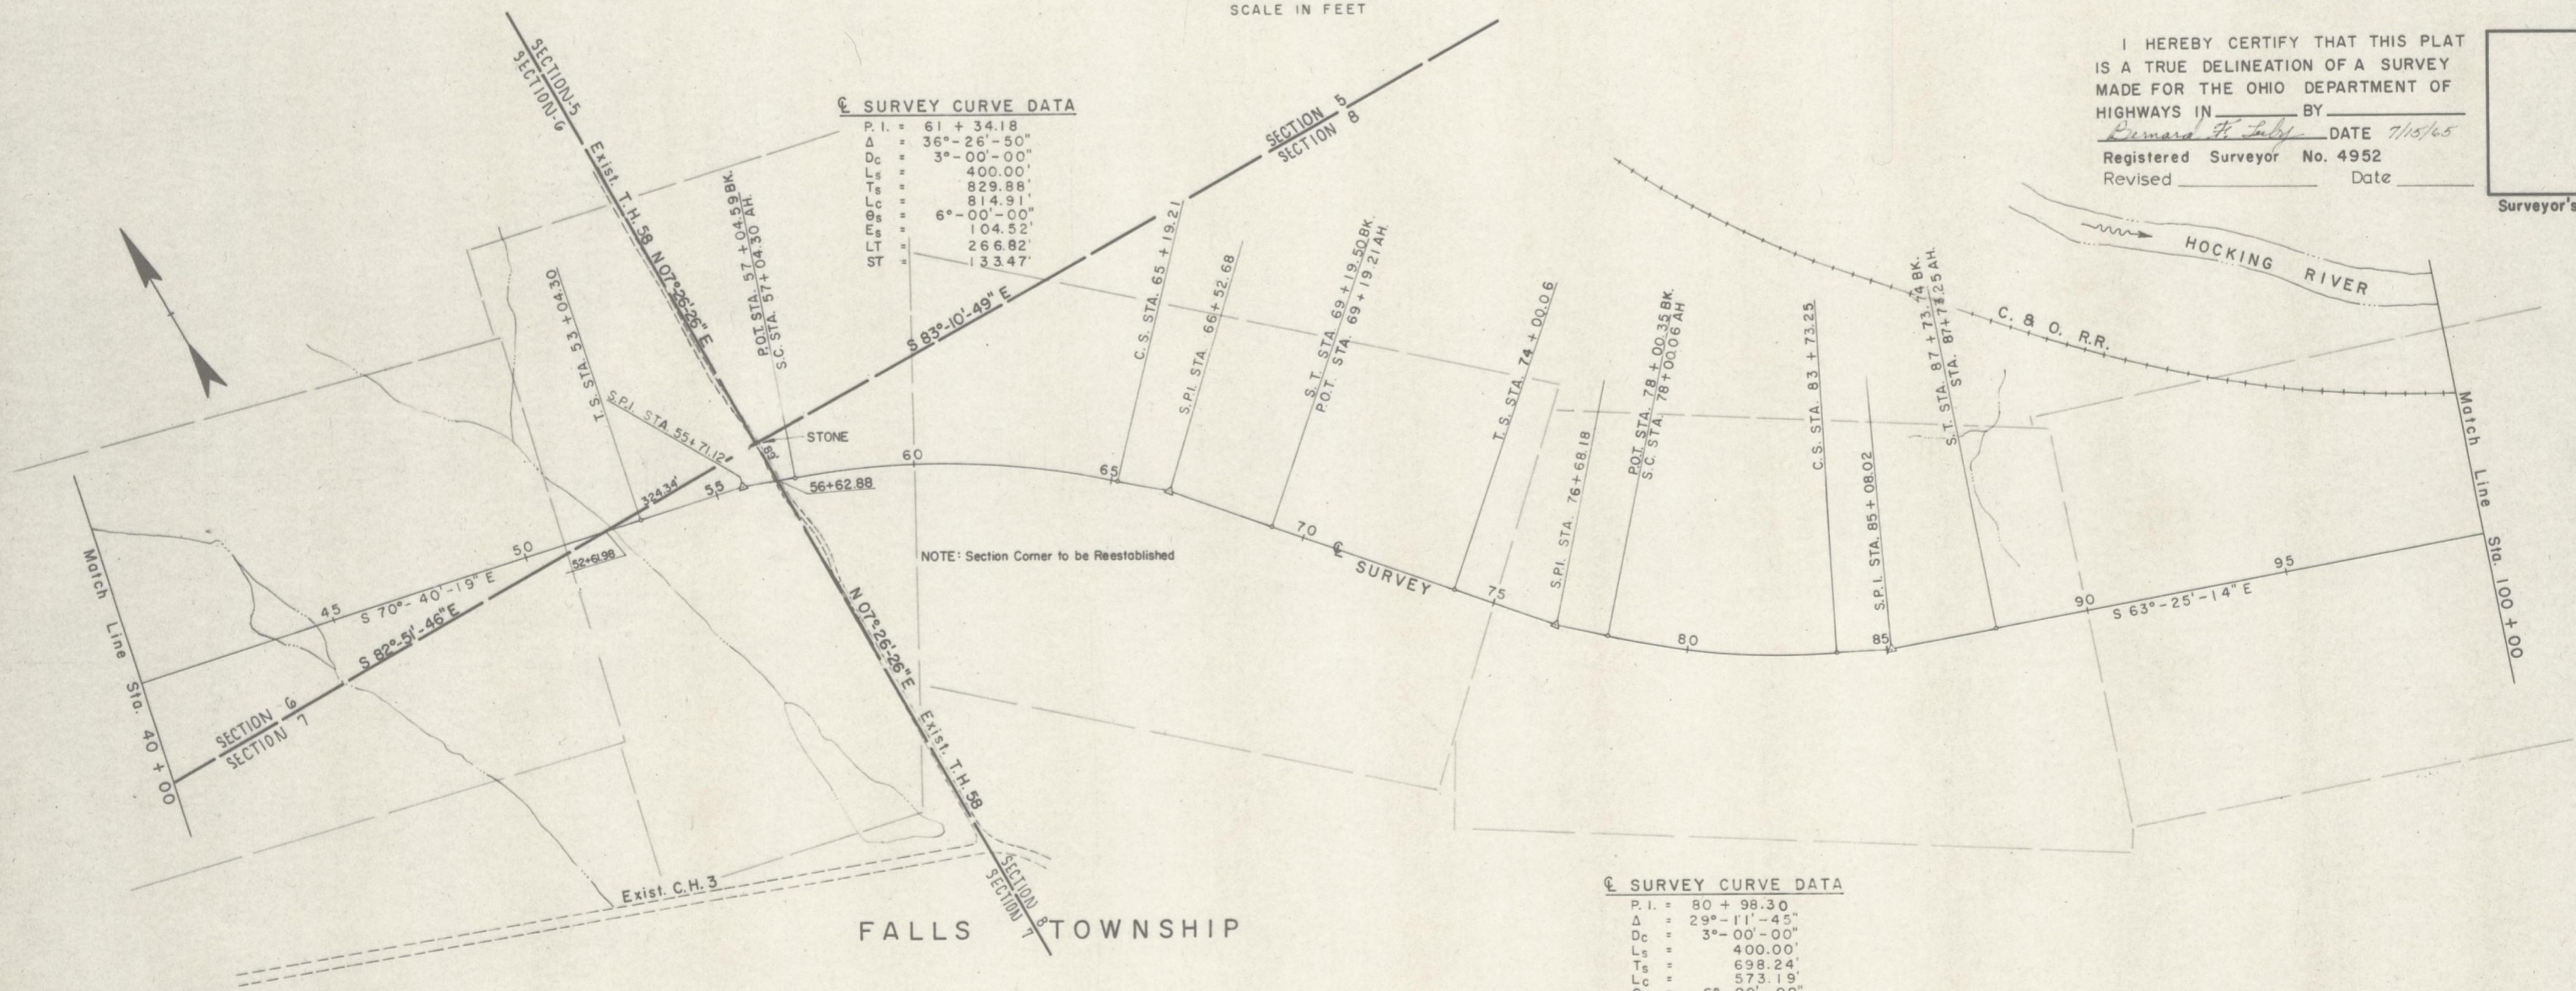 SCALE IN FEET
I HEREBY CERTIFY THAT THIS PLAT
IS A TRUE DELINEATION OF A SURVEY
MADE FOR THE OHIO DEPARTMENT OF
HIGHWAYS IN BY
Bernard F. DATE 7/15/65
Registered Surveyor No. 4952
Revised Date
Surveyor's
SECTION-5
SECTION-6
Exist. T.H. 58
N 07°-26'-26" E
℄ SURVEY CURVE DATA
P.I. = 61 + 34.18
Δ = 36°-26'-50"
Dc = 3°-00'-00"
Ls = 400.00'
Ts = 829.88'
Lc = 814.91'
Θs = 6°-00'-00"
Es = 104.52'
LT = 266.82'
ST = 133.47'
SECTION 5
SECTION 8
S 83°-10'-49" E
T.S. STA. 53 + 04.30
S.P.I. STA. 55+71.12
P.O.T. STA. 57 + 04.59 BK.
S.C. STA. 57+04.30 AH.
C.S. STA. 65 + 19.21
S.P.I. STA. 66+52.68
S.T. STA. 69+19.50 BK.
P.O.T. STA. 69+19.21 AH.
T.S. STA. 74 + 00.06
S.P.I. STA. 76+68.18
P.O.T. STA. 78+00.35 BK.
S.C. STA. 78+00.06 AH
C.S. STA. 83 + 73.25
S.P.I. STA. 85+ 08.02
S.T. STA. 87 + 73.74 BK.
STA. 87+73.25 AH.
HOCKING RIVER
C. & O. R.R.
STONE
83'
324.34'
56+62.88
52+61.98
45
50
55
60
65
70
75
80
85
90
95
S 70°-40'-19" E
S 82°-51'-46" E
℄ SURVEY
S 63°-25'-14" E
NOTE: Section Corner to be Reestablished
Match Line Sta. 40 + 00
Match Line Sta. 100 + 00
SECTION 6
SECTION 7
N 07°-26'-26" E
Exist. T.H. 58
SECTION 8
SECTION 7
Exist. C.H. 3
FALLS TOWNSHIP
℄ SURVEY CURVE DATA
P.I. = 80 + 98.30
Δ = 29°-11'-45"
Dc = 3°-00'-00"
Ls = 400.00'
Ts = 698.24'
Lc = 573.19'